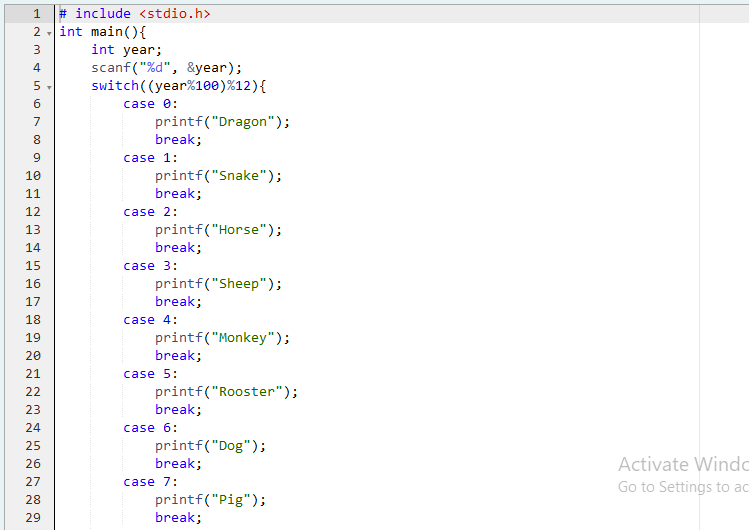 1 # include <stdio.h>
2 int main(){
3     int year;
4     scanf("%d", &year);
5     switch((year%100)%12){
6         case 0:
7             printf("Dragon");
8             break;
9         case 1:
10             printf("Snake");
11             break;
12         case 2:
13             printf("Horse");
14             break;
15         case 3:
16             printf("Sheep");
17             break;
18         case 4:
19             printf("Monkey");
20             break;
21         case 5:
22             printf("Rooster");
23             break;
24         case 6:
25             printf("Dog");
26             break;
27         case 7:
28             printf("Pig");
29             break;
Activate Windo
Go to Settings to ac